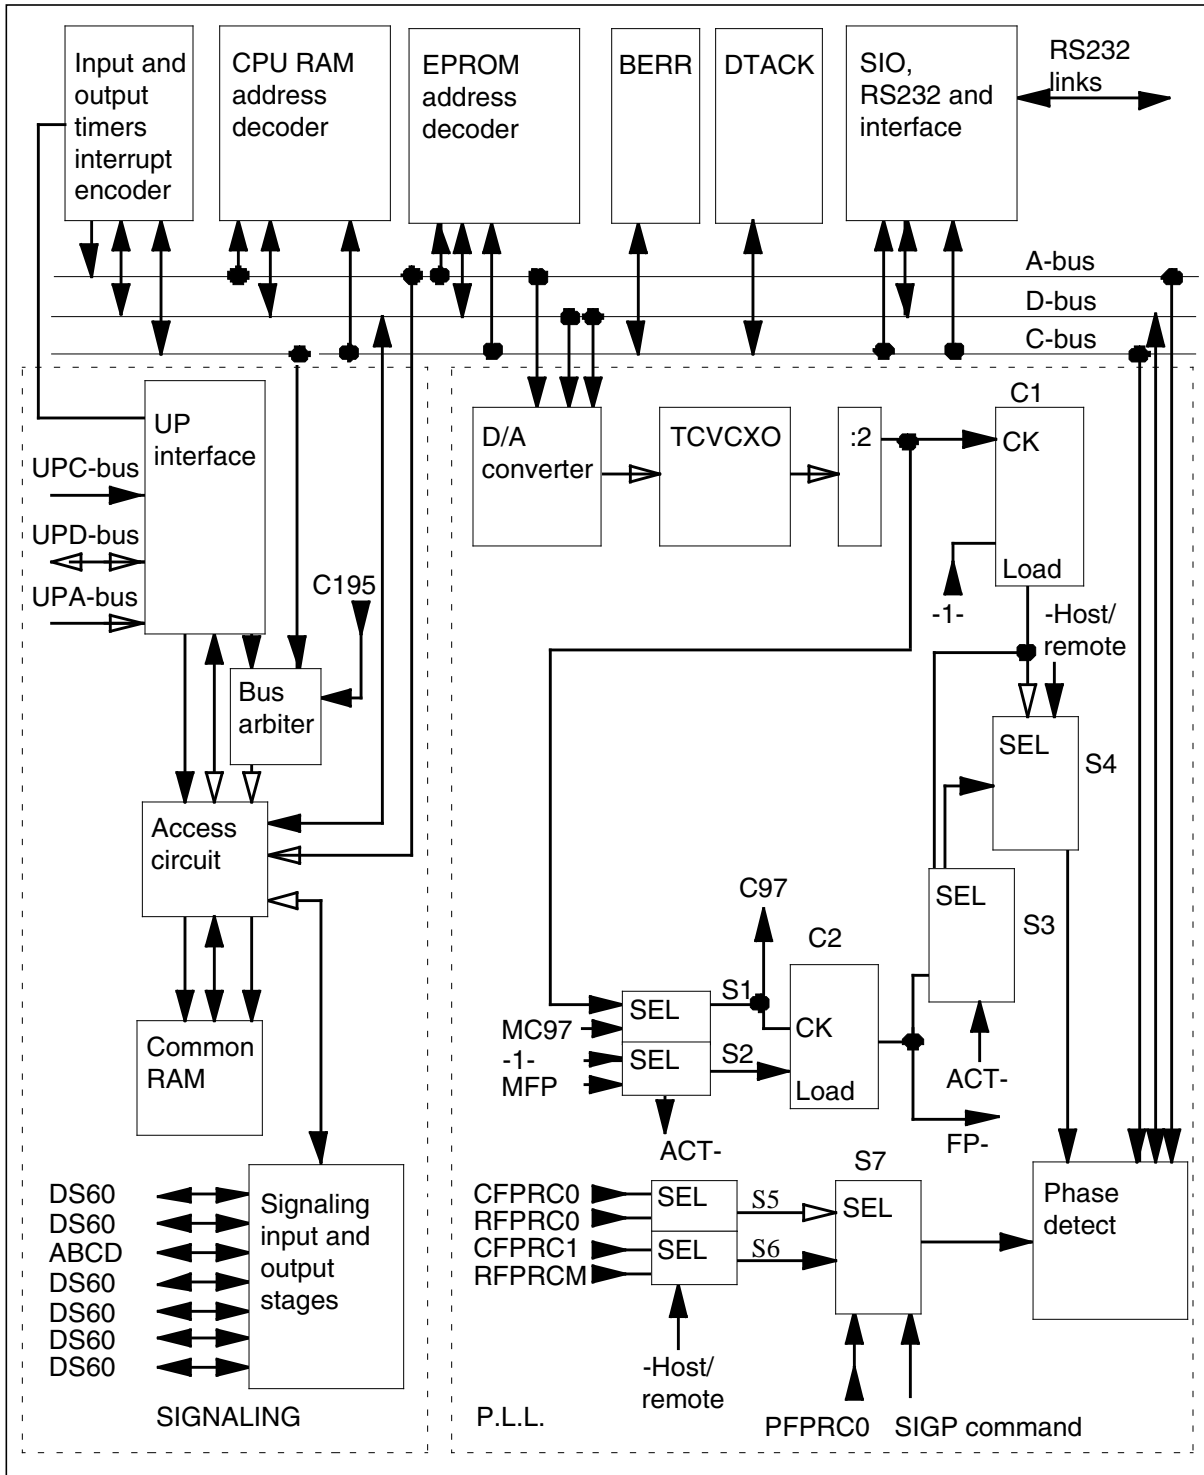 Input and
output
timers
interrupt
encoder
CPU RAM
address
decoder
EPROM
address
decoder
BERR
DTACK
SIO,
RS232 and
interface
RS232
links
A-bus
D-bus
C-bus
UP
interface
UPC-bus
UPD-bus
UPA-bus
C195
Bus
arbiter
Access
circuit
Common
RAM
Signaling
input and
output
stages
DS60
DS60
ABCD
DS60
DS60
DS60
DS60
SIGNALING
D/A
converter
TCVCXO
:2
C1
CK
Load
-1-
-Host/
remote
SEL
S4
SEL
S3
ACT-
C97
C2
CK
Load
S1
SEL
MC97
-1-
SEL
S2
MFP
ACT-
FP-
S7
CFPRC0
SEL
S5
RFPRC0
CFPRC1
SEL
S6
RFPRCM
SEL
Phase
detect
-Host/
remote
PFPRC0
SIGP command
P.L.L.